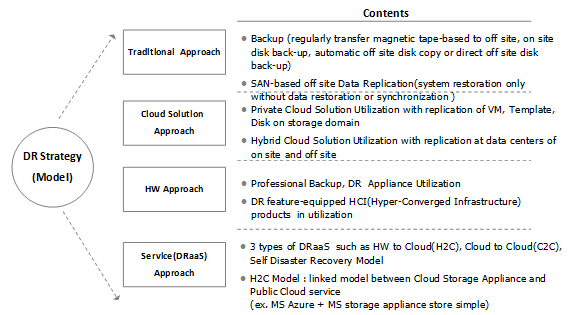 Contents
Traditional Approach
• Backup (regularly transfer magnetic tape-based to off site, on site
disk back-up, automatic off site disk copy or direct off site disk
back-up)
• SAN-based off site Data Replication(system restoration only
without data restoration or synchronization )
Cloud Solution
Approach
• Private Cloud Solution Utilization with replication of VM, Template,
Disk on storage domain
• Hybrid Cloud Solution Utilization with replication at data centers of
on site and off site
DR Strategy
(Model)
HW Approach
• Professional Backup, DR Appliance Utilization
• DR feature-equipped HCI(Hyper-Converged Infrastructure)
products in utilization
Service(DRaaS)
Approach
• 3 types of DRaaS such as HW to Cloud(H2C), Cloud to Cloud(C2C),
Self Disaster Recovery Model
• H2C Model : linked model between Cloud Storage Appliance and
Public Cloud service
(ex. MS Azure + MS storage appliance store simple)